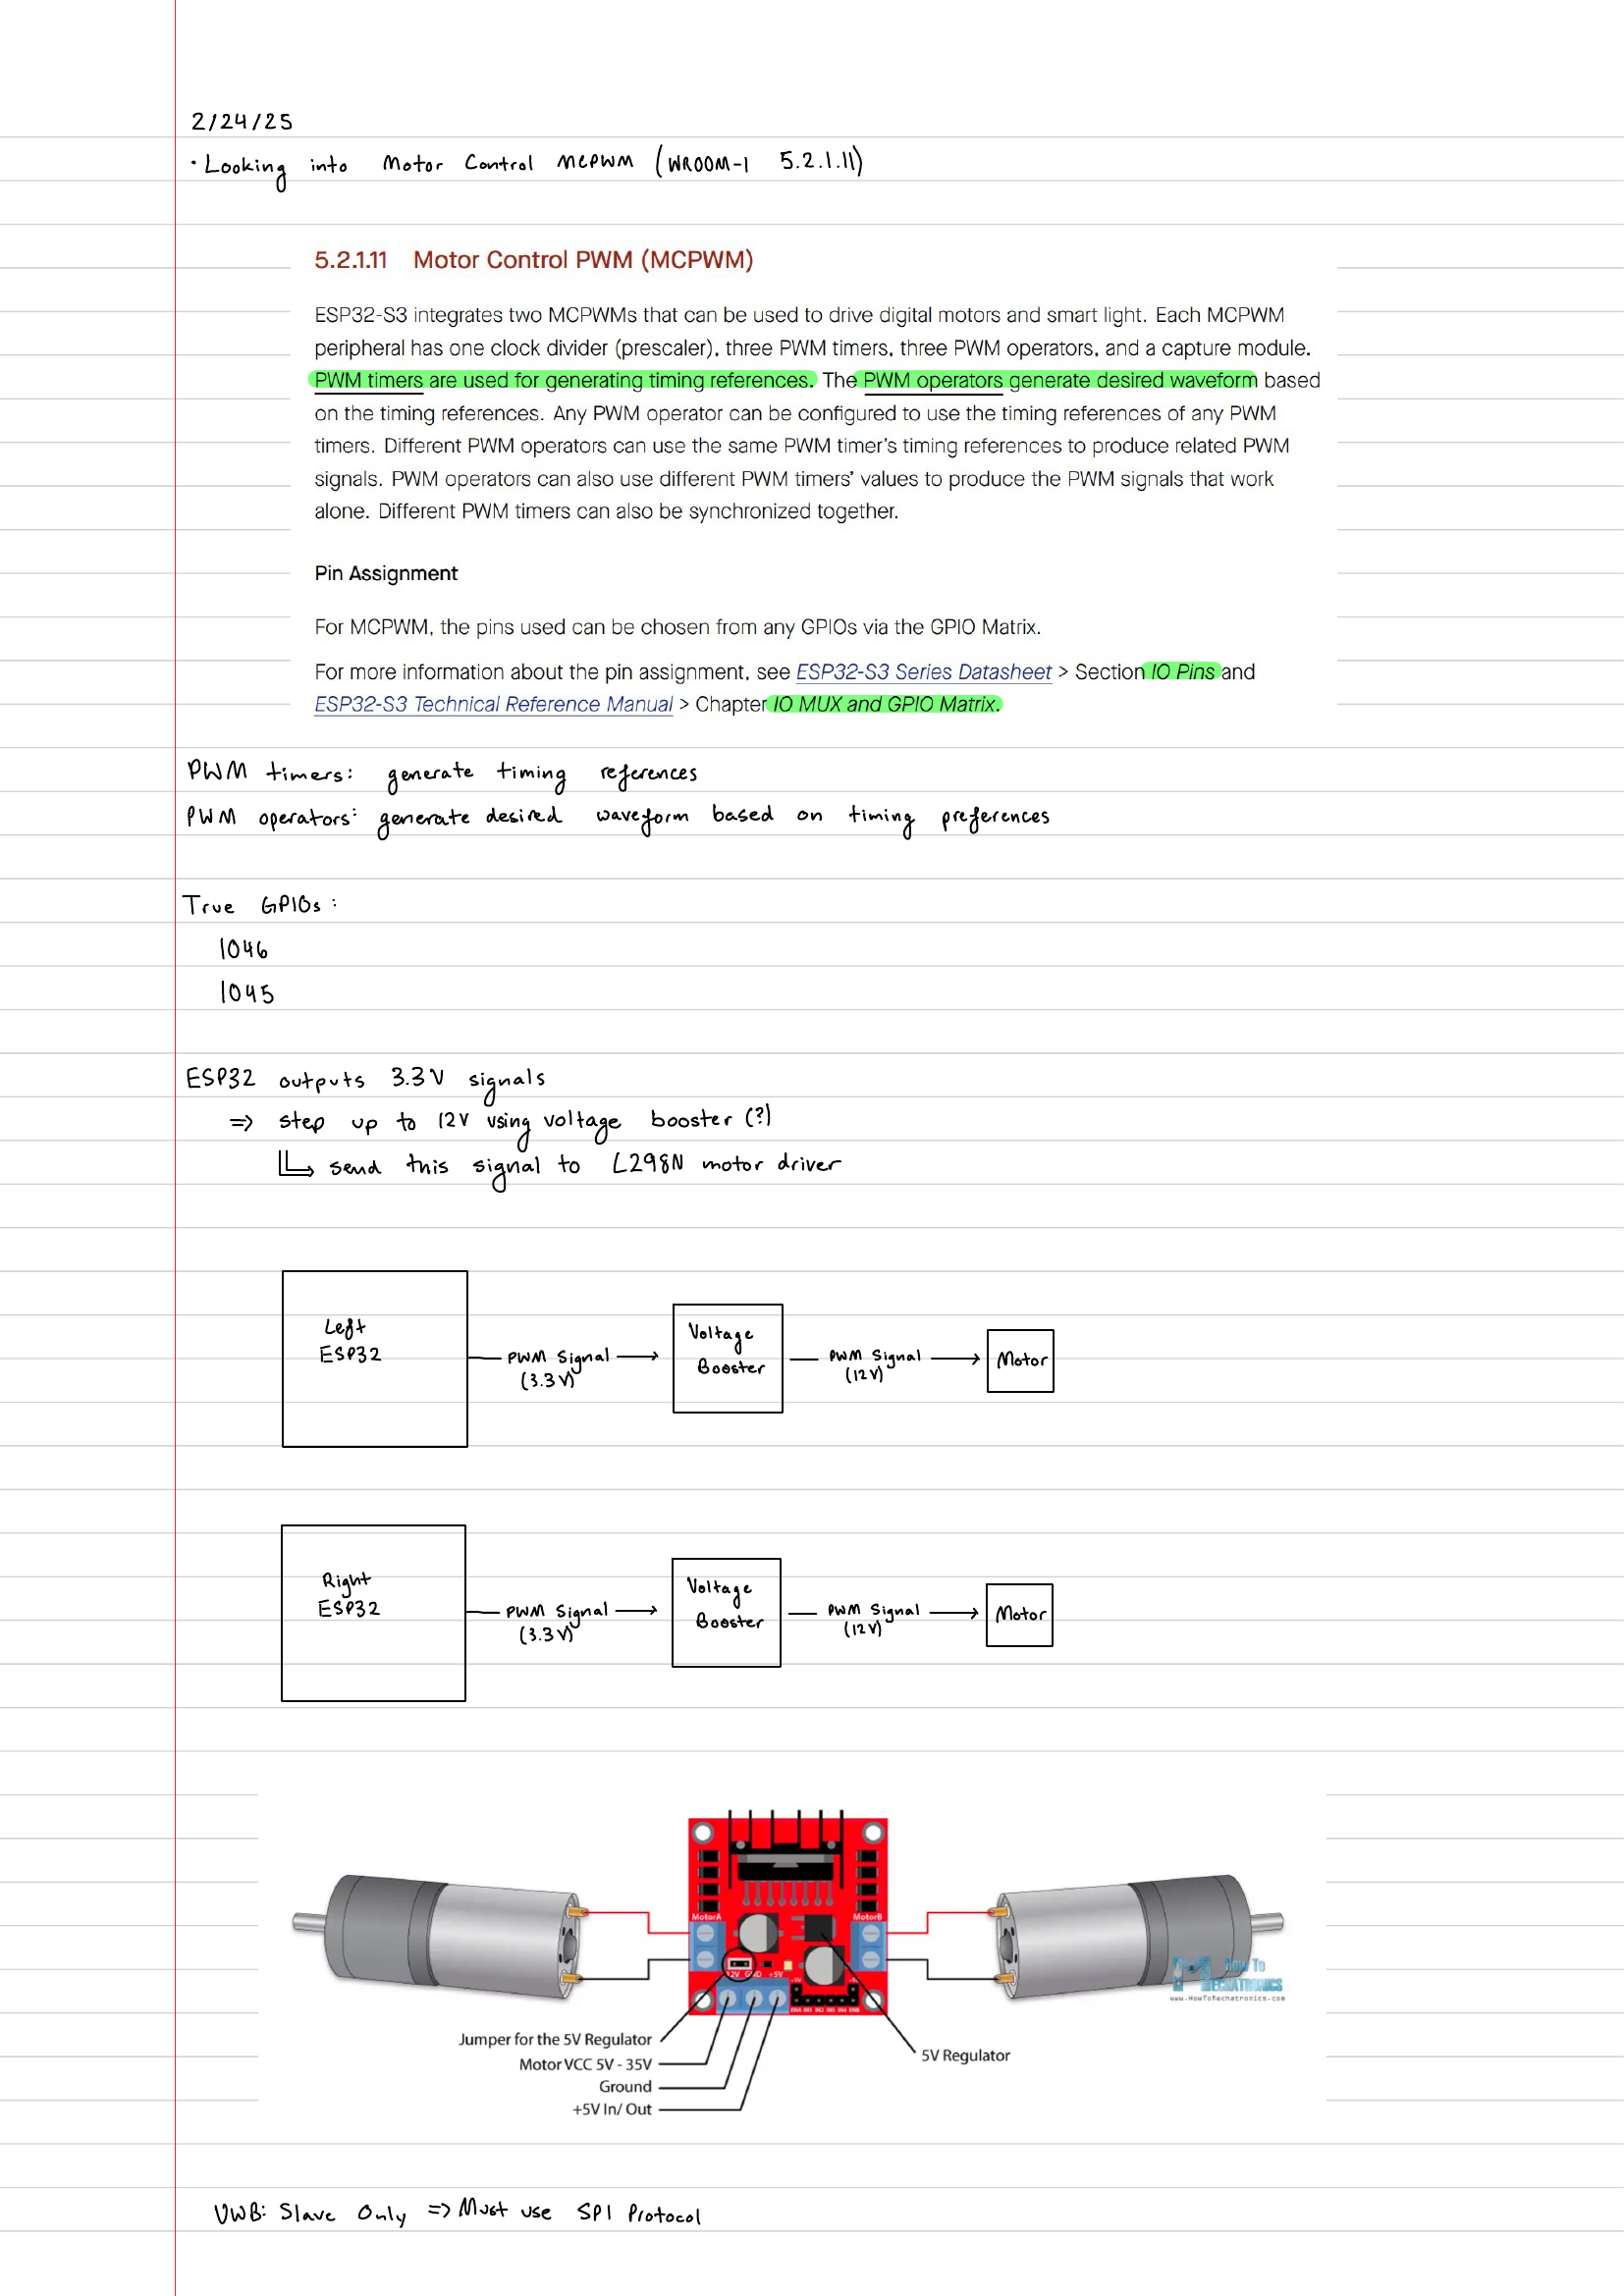 2/24/25
• Looking into Motor Control MCPWM (WROOM-1 5.2.1.11)
5.2.1.11 Motor Control PWM (MCPWM)
ESP32-S3 integrates two MCPWMs that can be used to drive digital motors and smart light. Each MCPWM
peripheral has one clock divider (prescaler), three PWM timers, three PWM operators, and a capture module.
PWM timers are used for generating timing references. The PWM operators generate desired waveform based
on the timing references. Any PWM operator can be configured to use the timing references of any PWM
timers. Different PWM operators can use the same PWM timer's timing references to produce related PWM
signals. PWM operators can also use different PWM timers' values to produce the PWM signals that work
alone. Different PWM timers can also be synchronized together.
Pin Assignment
For MCPWM, the pins used can be chosen from any GPIOs via the GPIO Matrix.
For more information about the pin assignment, see ESP32-S3 Series Datasheet > Section IO Pins and
ESP32-S3 Technical Reference Manual > Chapter IO MUX and GPIO Matrix.
PWM timers: generate timing references
PWM operators: generate desired waveform based on timing preferences
True GPIOs:
IO46
IO45
ESP32 outputs 3.3V signals
=> step up to 12V using voltage booster (?)
↳ send this signal to L298N motor driver
Left
ESP32
PWM Signal
(3.3V)
Voltage
Booster
PWM Signal
(12V)
Motor
Right
ESP32
PWM Signal
(3.3V)
Voltage
Booster
PWM Signal
(12V)
Motor
MotorA
MotorB
12V GND +5V
+5V
ENA IN1 IN2 IN3 IN4 ENB
How To
MECHATRONICS
www.HowToMechatronics.com
Jumper for the 5V Regulator
Motor VCC 5V - 35V
Ground
+5V In/ Out
5V Regulator
UWB: Slave Only => Must use SPI Protocol